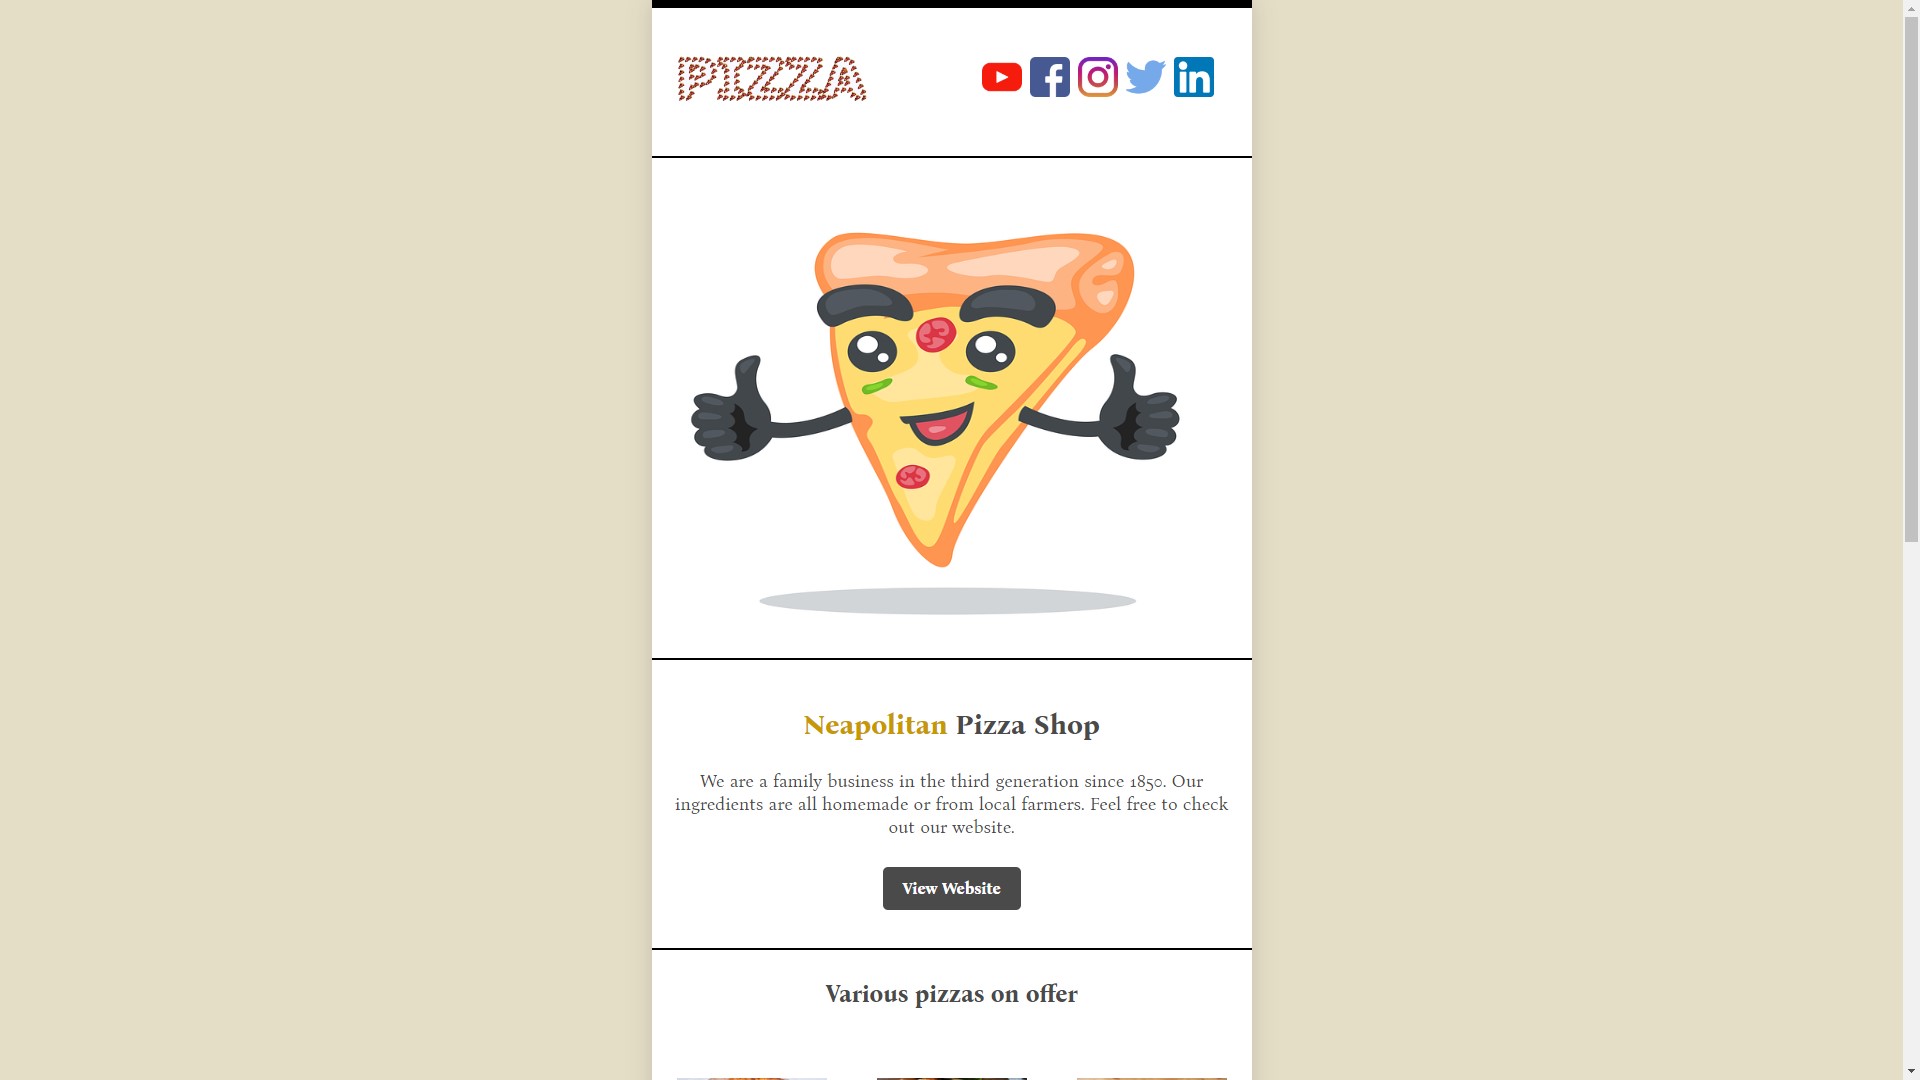 PIZZZA
Neapolitan Pizza Shop
We are a family business in the third generation since 1850. Our
ingredients are all homemade or from local farmers. Feel free to check
out our website.
View Website
Various pizzas on offer